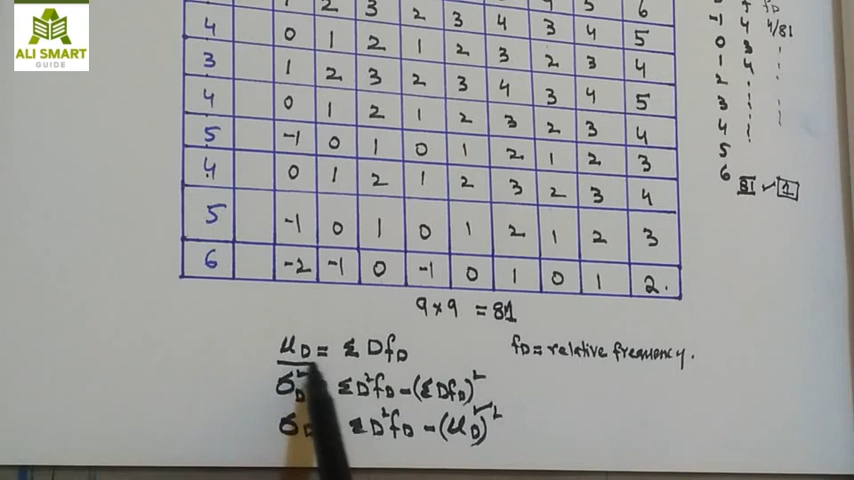 ALI SMART
GUIDE
1 2 3 2 3 4 5 6
4 0 1 2 1 2 3 3 4 5
3 1 2 3 2 3 4 2 3 4
4 0 1 2 1 2 3 3 4 5
5 -1 0 1 0 1 2 2 3 4
4 0 1 2 1 2 3 1 2 3
5 -1 0 1 0 1 2 2 3 4
6 -2 -1 0 -1 0 1 1 2 3
0 1 2.
-1 4 4/81
0 3
1 4
2
3
4
5
6
81 ✓ 1
9×9 = 81
μD = ΣDfD
fD = relative frequency.
σ²D ΣD²fD - (ΣDfD)²
σD ΣD²fD - (μD)²